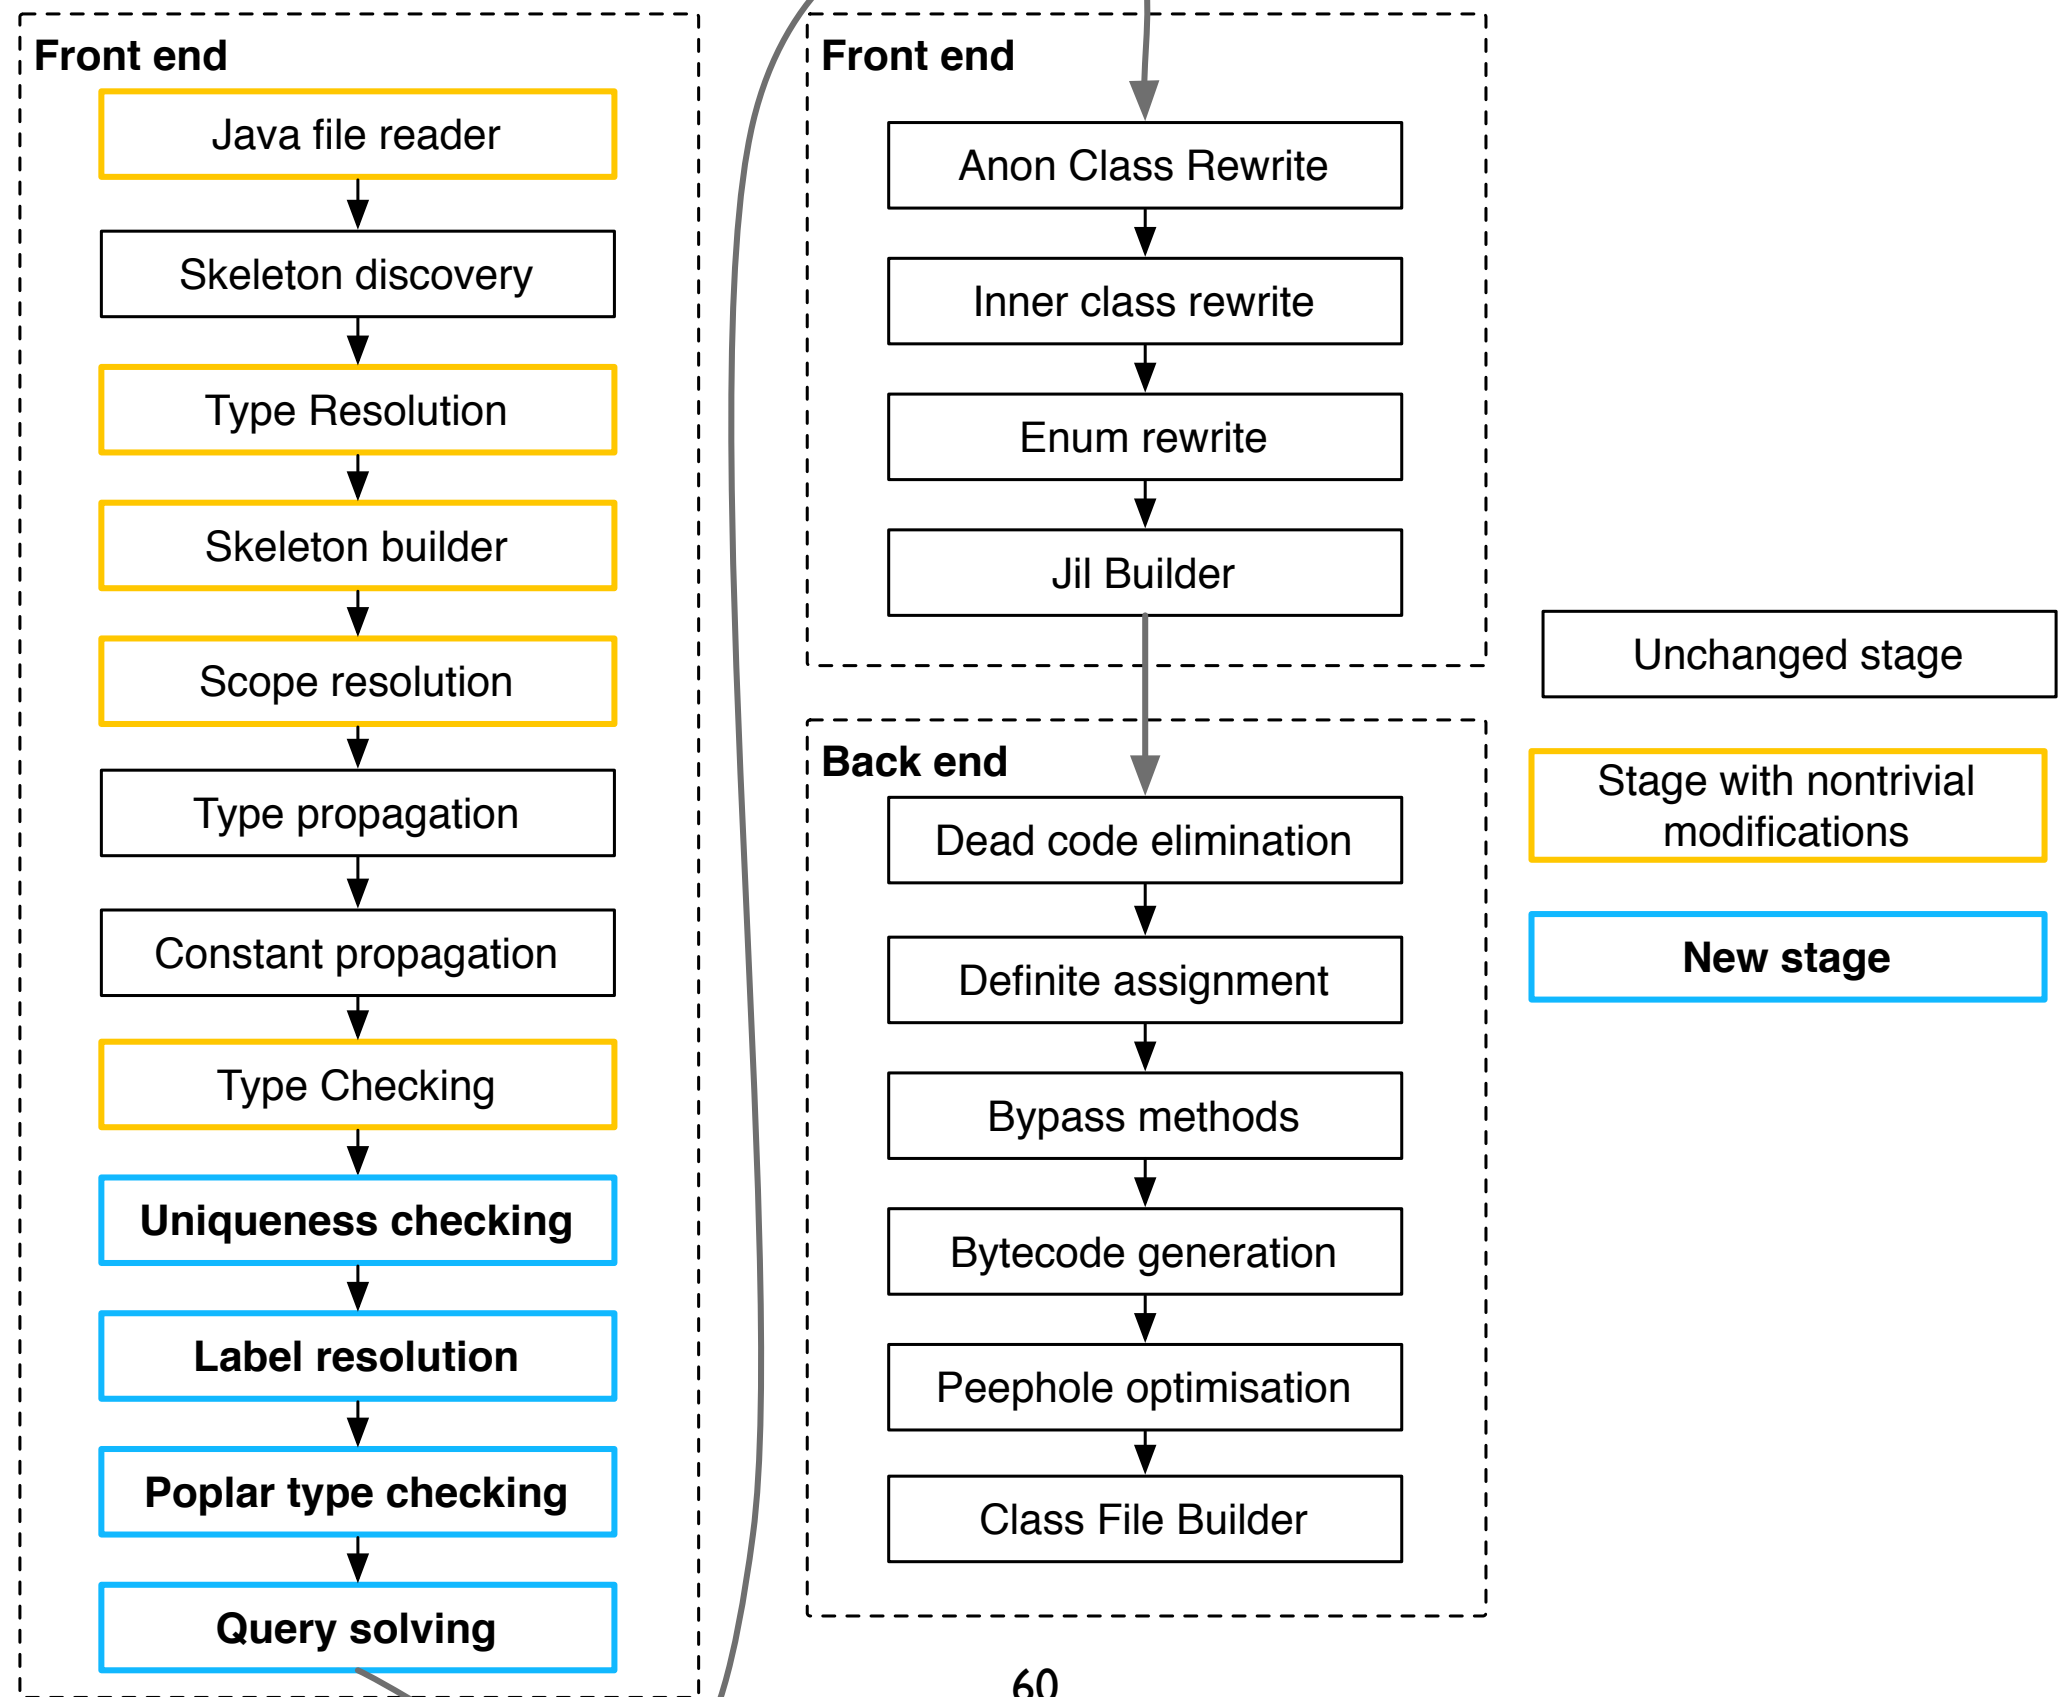 Front end
Java file reader
Skeleton discovery
Type Resolution
Skeleton builder
Scope resolution
Type propagation
Constant propagation
Type Checking
Uniqueness checking
Label resolution
Poplar type checking
Query solving
Front end
Anon Class Rewrite
Inner class rewrite
Enum rewrite
Jil Builder
Back end
Dead code elimination
Definite assignment
Bypass methods
Bytecode generation
Peephole optimisation
Class File Builder
Unchanged stage
Stage with nontrivial
modifications
New stage
60